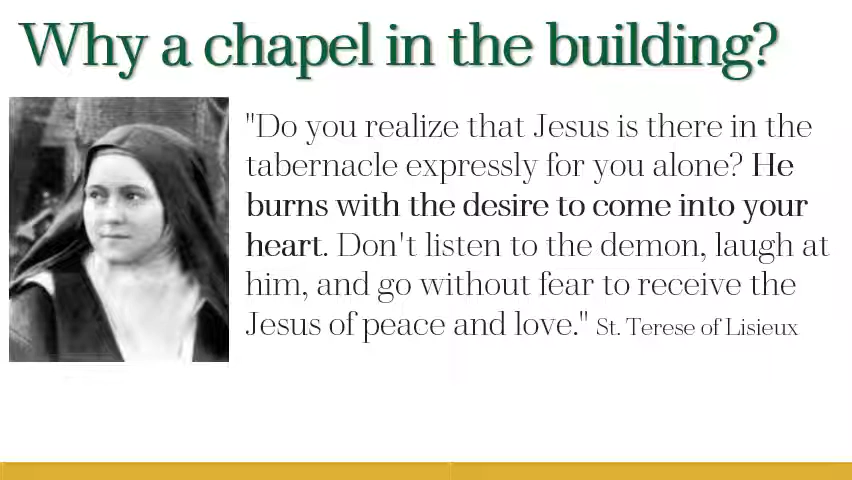 Why a chapel in the building?
"Do you realize that Jesus is there in the
tabernacle expressly for you alone? He
burns with the desire to come into your
heart. Don't listen to the demon, laugh at
him, and go without fear to receive the
Jesus of peace and love." St. Terese of Lisieux